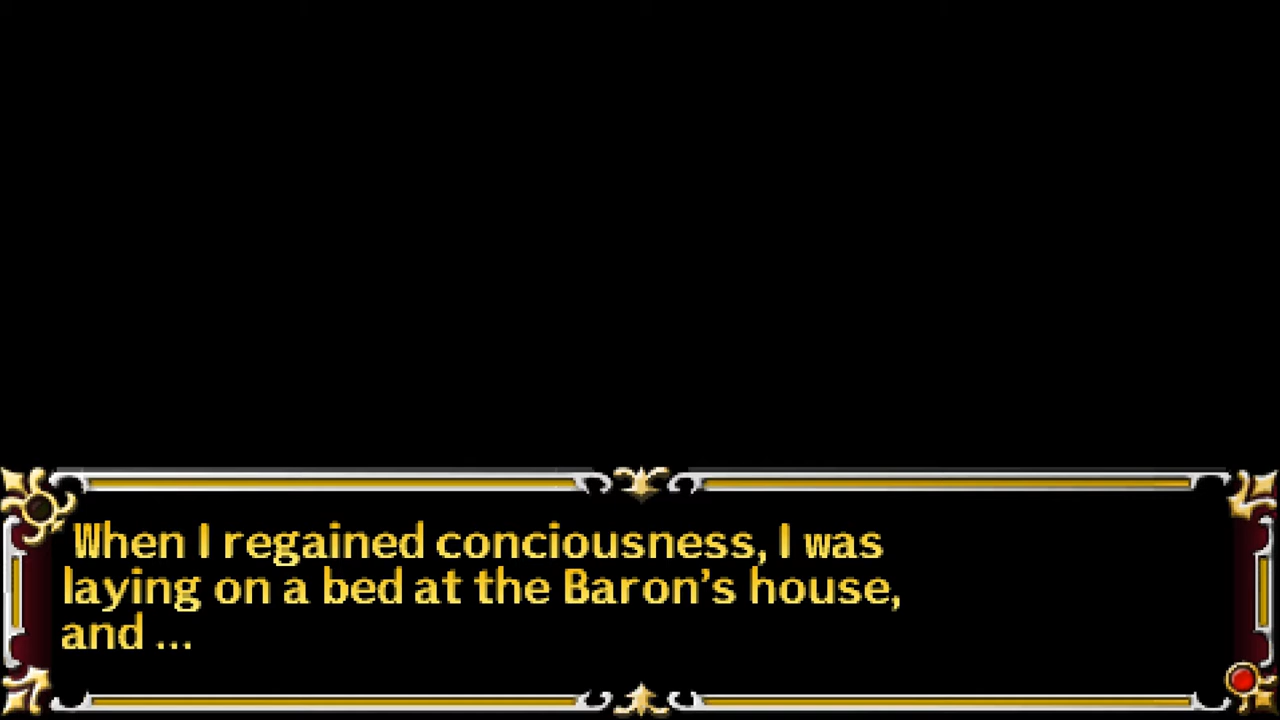 When I regained conciousness, I was
laying on a bed at the Baron's house,
and ...